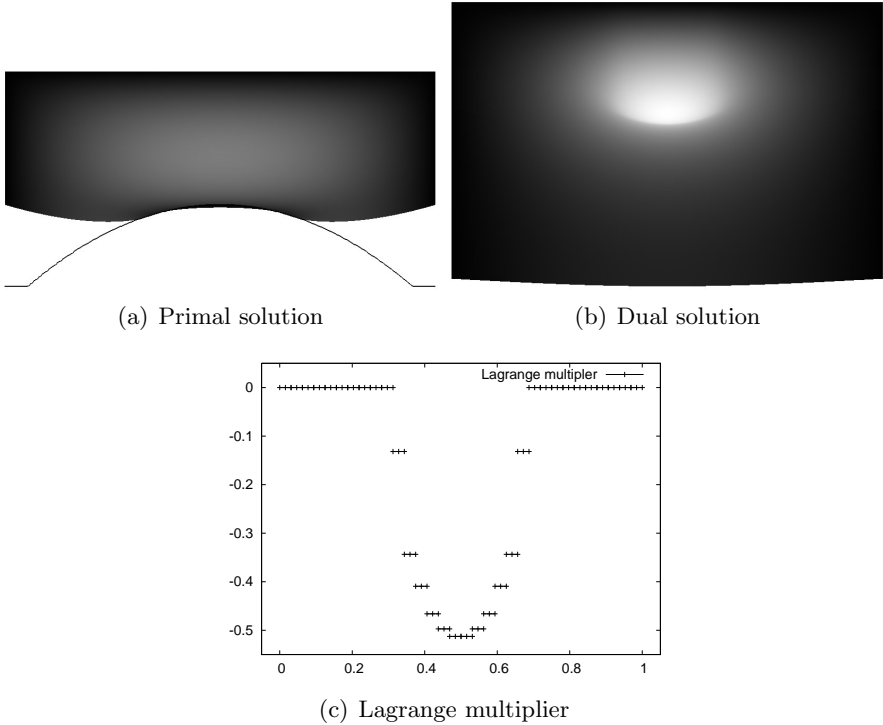 (a) Primal solution
(b) Dual solution
Lagrange multipler
0
-0.1
-0.2
-0.3
-0.4
-0.5
0 0.2 0.4 0.6 0.8 1
(c) Lagrange multiplier